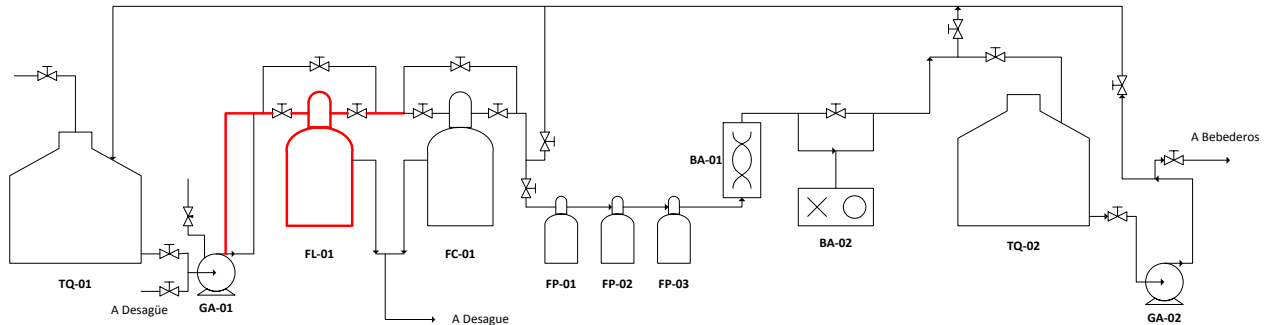 A Bebederos
BA-01
BA-02
TQ-02
FL-01
FC-01
TQ-01
FP-01
FP-02
FP-03
A Desagüe
GA-01
A Desague
GA-02